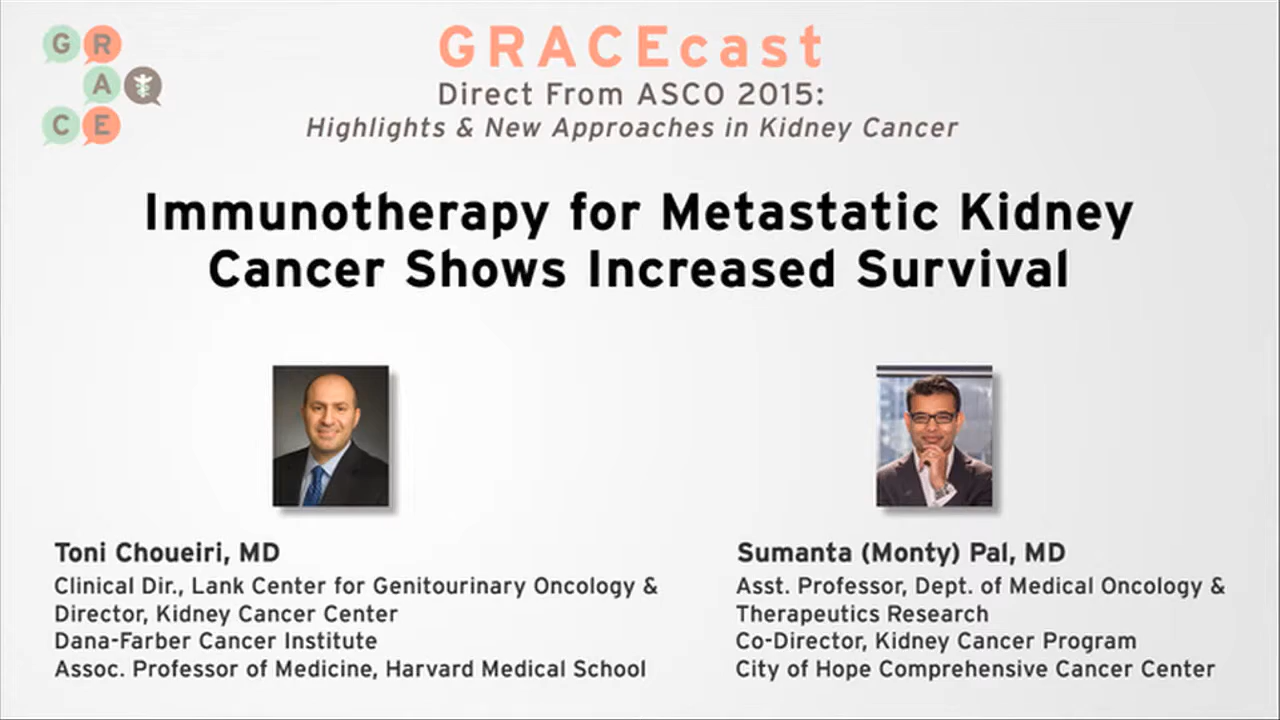 G R
A
C E
GRACEcast
Direct From ASCO 2015:
Highlights & New Approaches in Kidney Cancer
Immunotherapy for Metastatic Kidney
Cancer Shows Increased Survival
Toni Choueiri, MD
Clinical Dir., Lank Center for Genitourinary Oncology &
Director, Kidney Cancer Center
Dana-Farber Cancer Institute
Assoc. Professor of Medicine, Harvard Medical School
Sumanta (Monty) Pal, MD
Asst. Professor, Dept. of Medical Oncology &
Therapeutics Research
Co-Director, Kidney Cancer Program
City of Hope Comprehensive Cancer Center